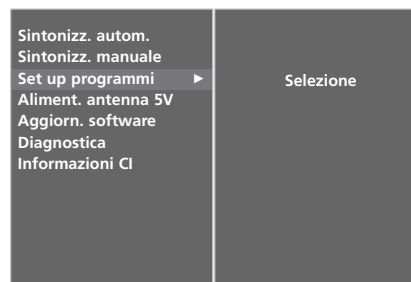 Sintonizz. autom.
Sintonizz. manuale
Set up programmi ►
Aliment. antenna 5V
Aggiorn. software
Diagnostica
Informazioni CI
Selezione